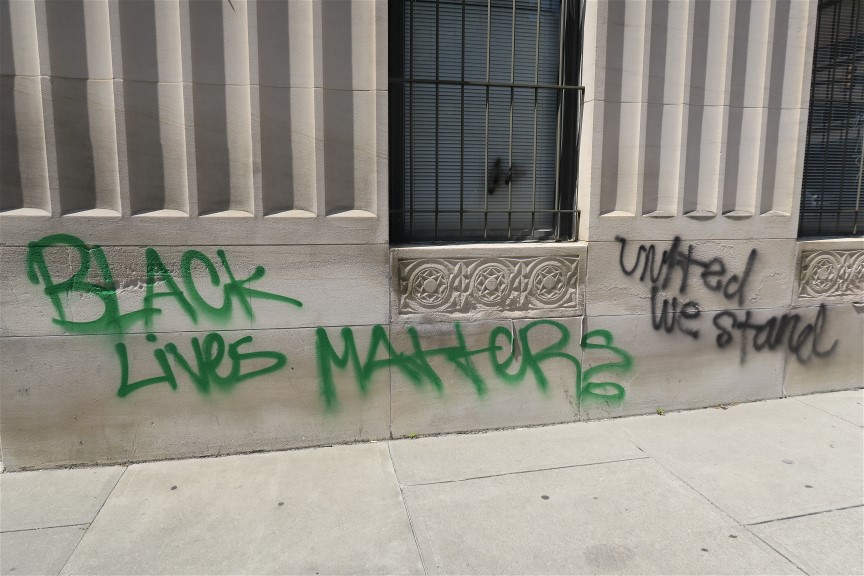 BLACK
Lives MAtteRs
UNIted
We stand